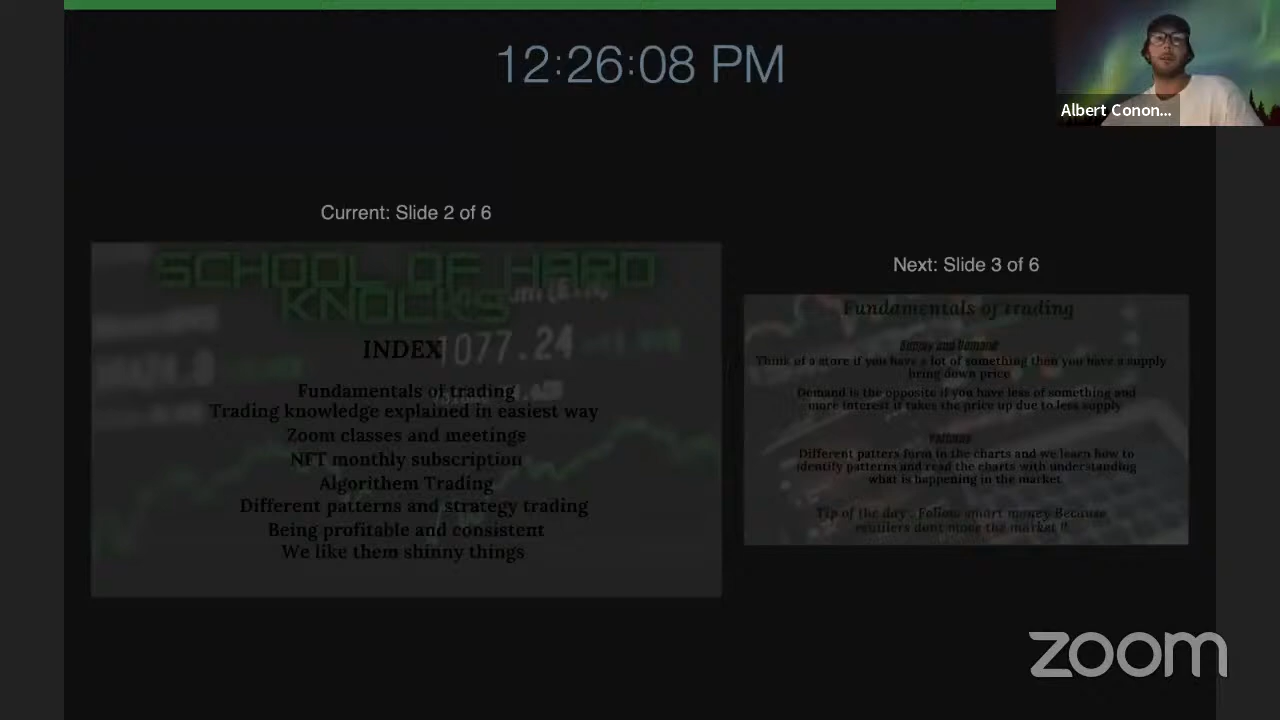 12:26:08 PM
Albert Conon...
Current: Slide 2 of 6
SCHOOL OF HARD
KNOCKS
INDEX
1077.24
Fundamentals of trading
Trading knowledge explained in easiest way
Zoom classes and meetings
NFT monthly subscription
Algorithem Trading
Different patterns and strategy trading
Being profitable and consistent
We like them shinny things
Next: Slide 3 of 6
Fundamentals of trading
Supply and Demand
Think of a store if you have a lot of something then you have a supply
bring down price
Demand is the opposite if you have less of something and
more interest it takes the price up due to less supply
Different patters form in the charts and we learn how to
identify patterns and read the charts with understanding
what is happening in the market
Tip of the day . Follow smart money Because
retailers dont move the market !!
zoom